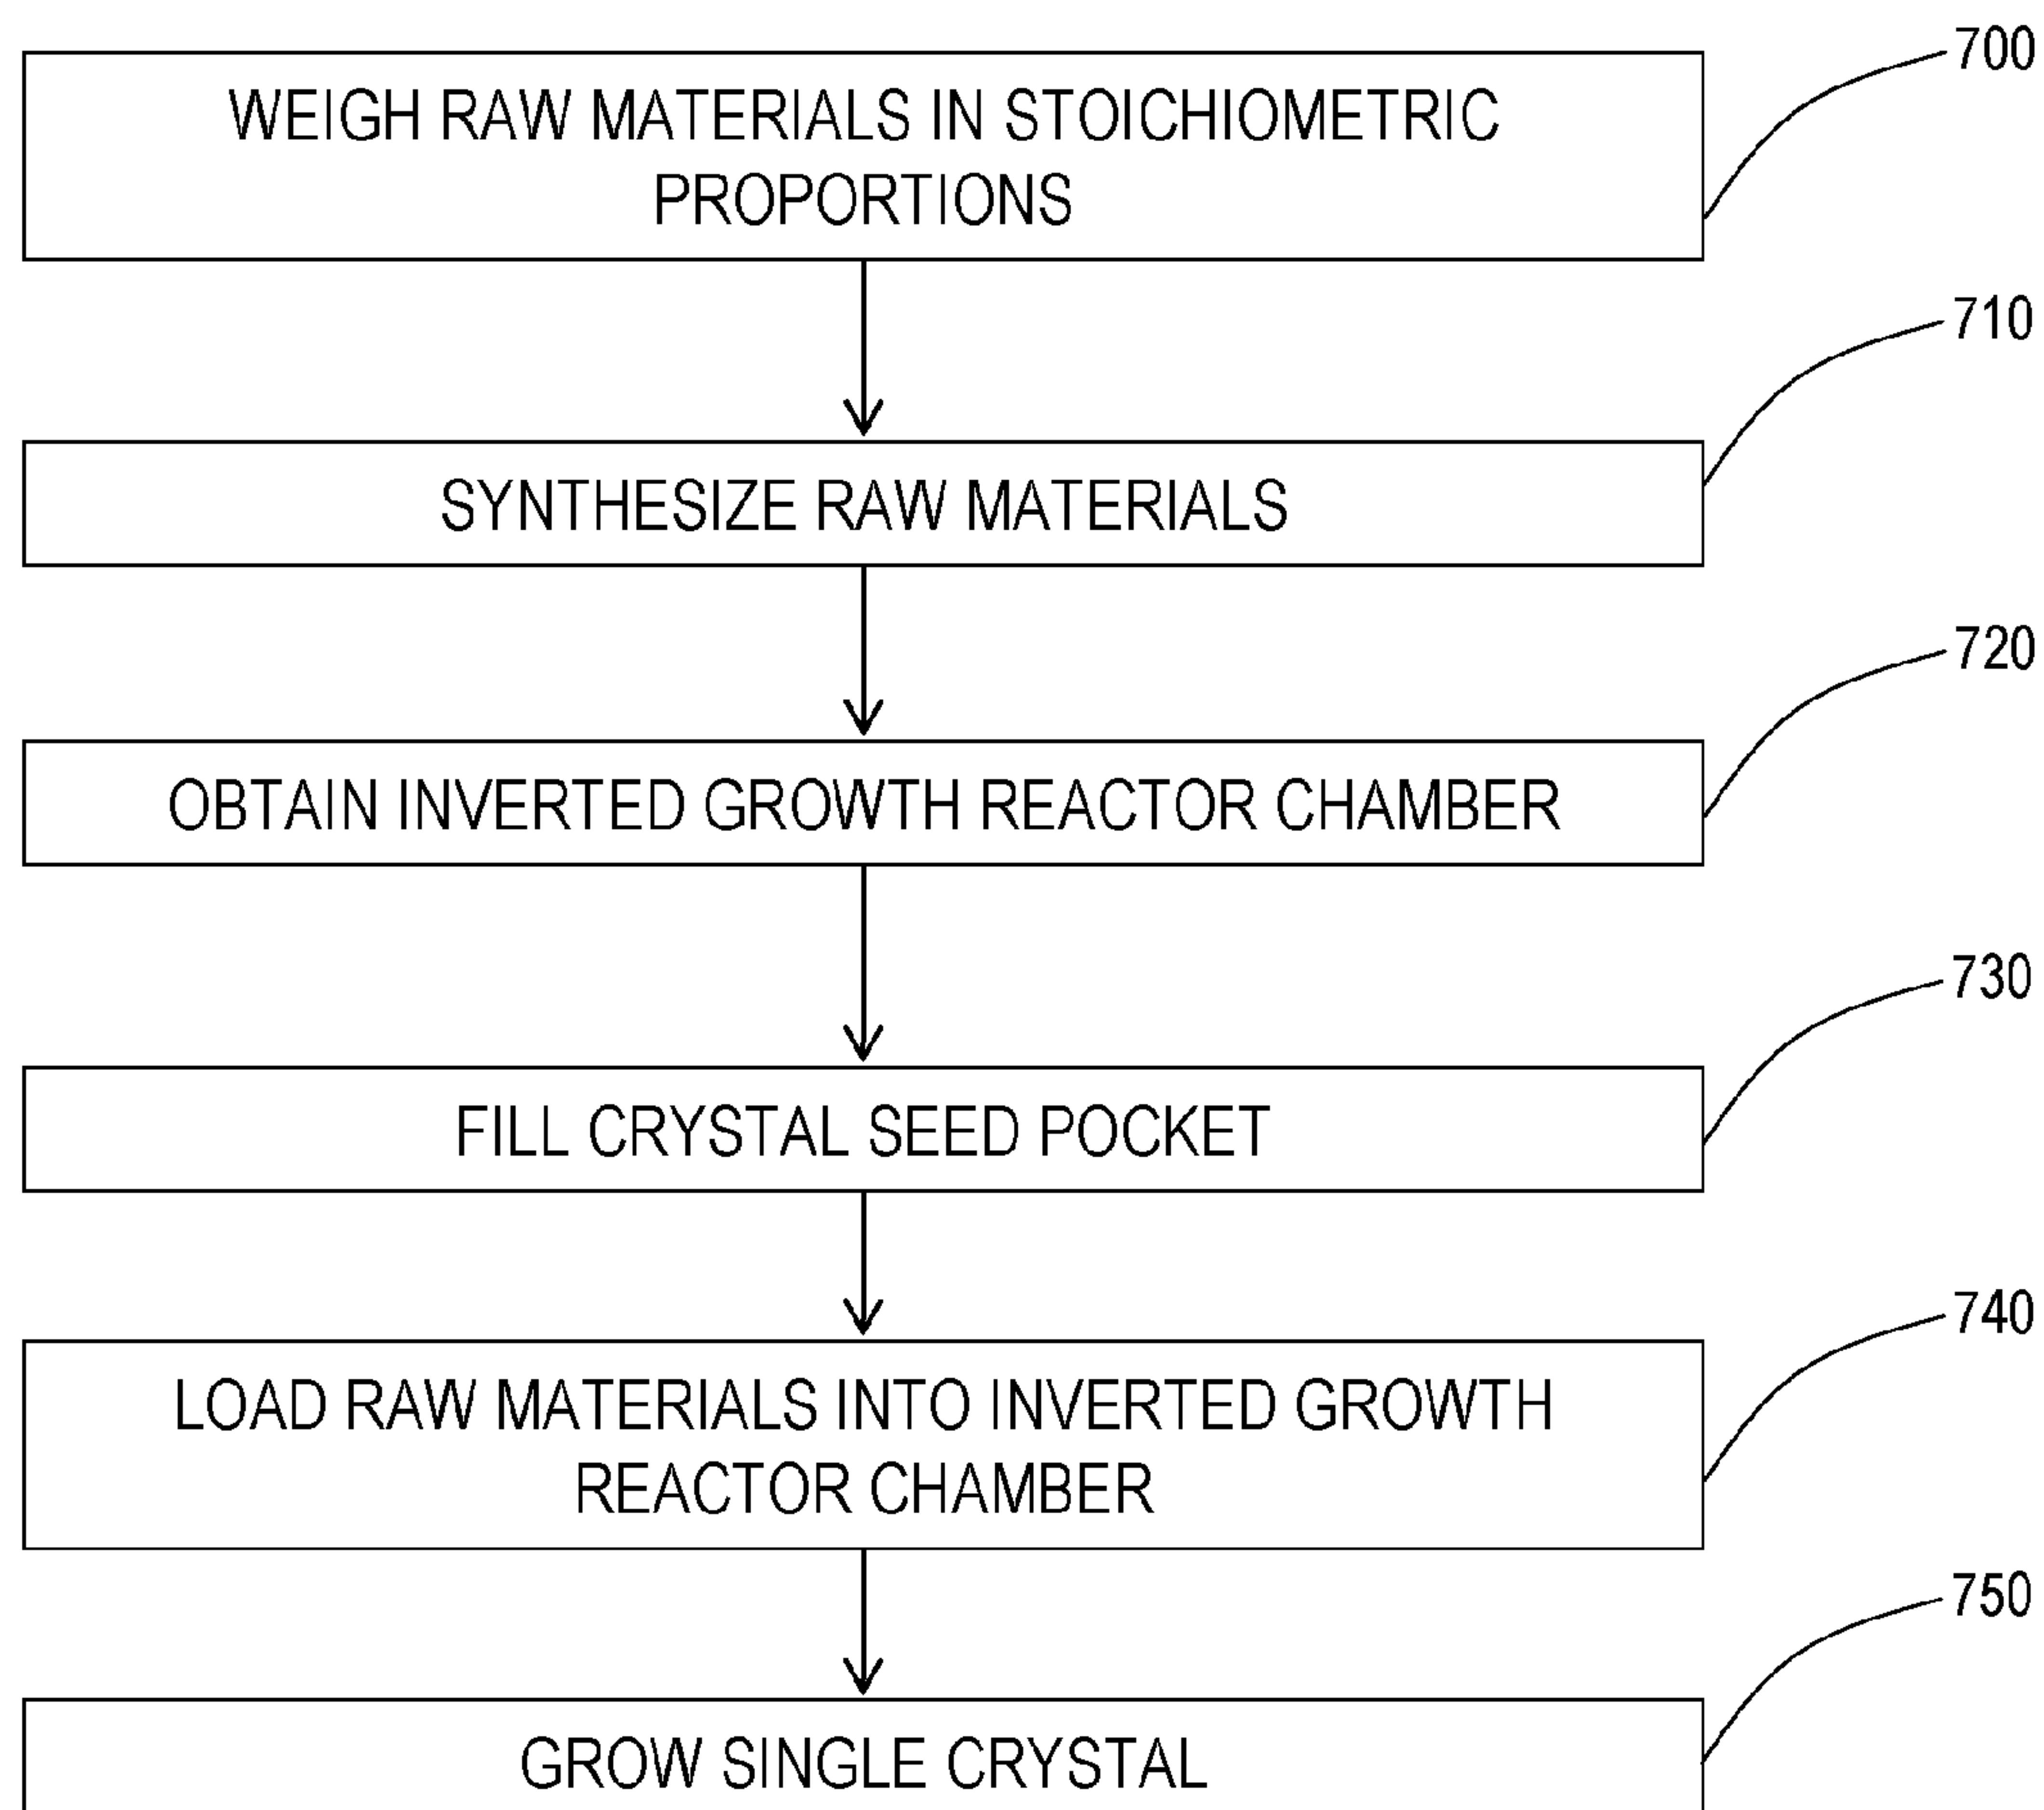 700
WEIGH RAW MATERIALS IN STOICHIOMETRIC
PROPORTIONS
710
SYNTHESIZE RAW MATERIALS
720
OBTAIN INVERTED GROWTH REACTOR CHAMBER
730
FILL CRYSTAL SEED POCKET
740
LOAD RAW MATERIALS INTO INVERTED GROWTH
REACTOR CHAMBER
750
GROW SINGLE CRYSTAL